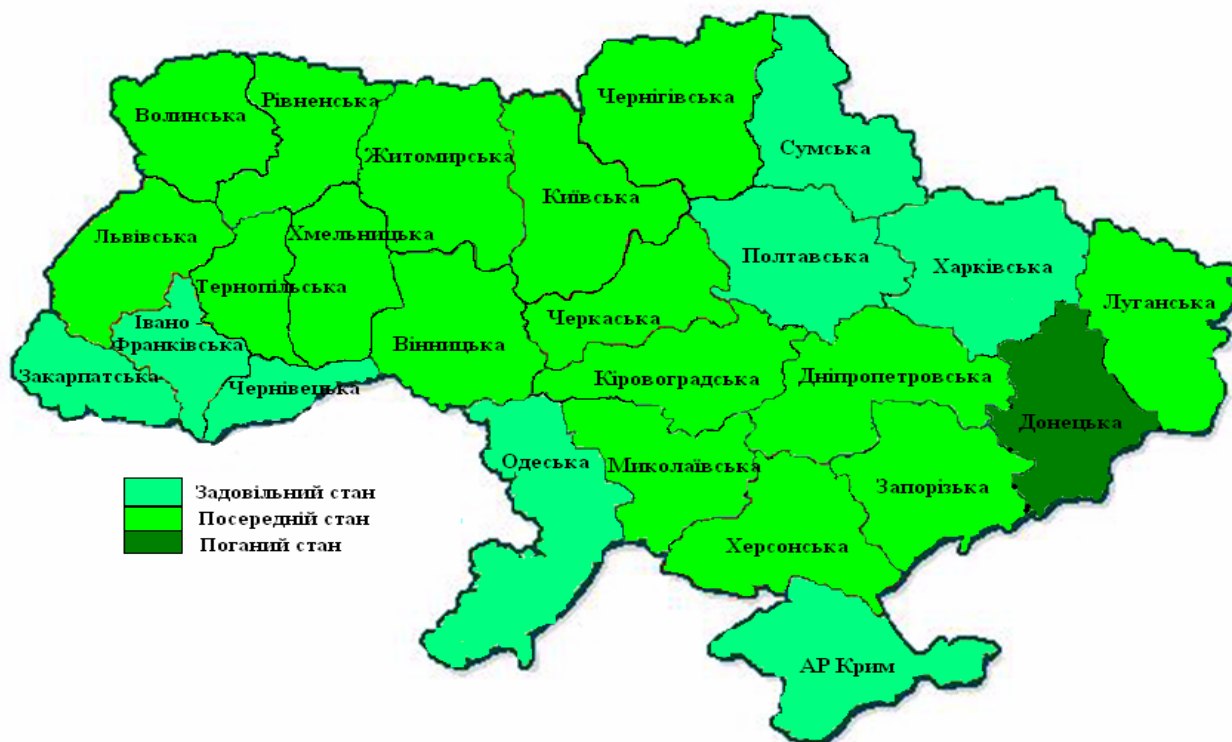 Волинська
Рівненська
Житомирська
Чернігівська
Сумська
Київська
Львівська
Хмельницька
Тернопільська
Полтавська
Харківська
Луганська
Івано-
Франківська
Черкаська
Вінницька
Закарпатська
Чернівецька
Кіровоградська
Дніпропетровська
Донецька
Одеська
Миколаївська
Запорізька
Херсонська
АР Крим
Задовільний стан
Посередній стан
Поганий стан